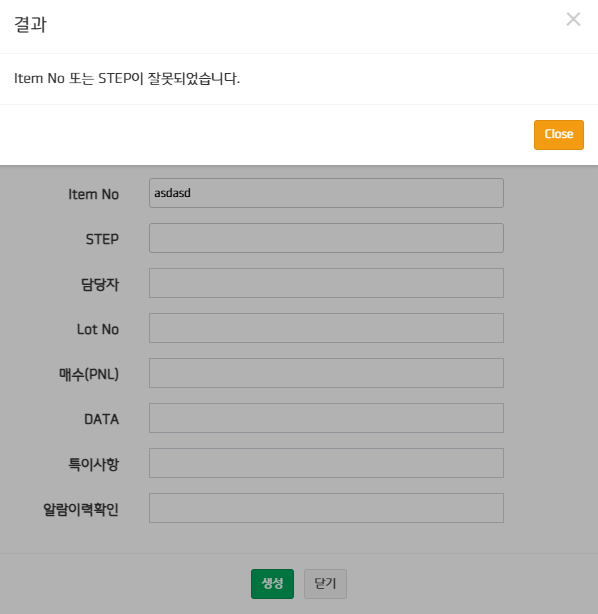 결과
×
Item No 또는 STEP이 잘못되었습니다.
Close
Item No asdasd
STEP
담당자
Lot No
매수(PNL)
DATA
특이사항
알람이력확인
생성 닫기